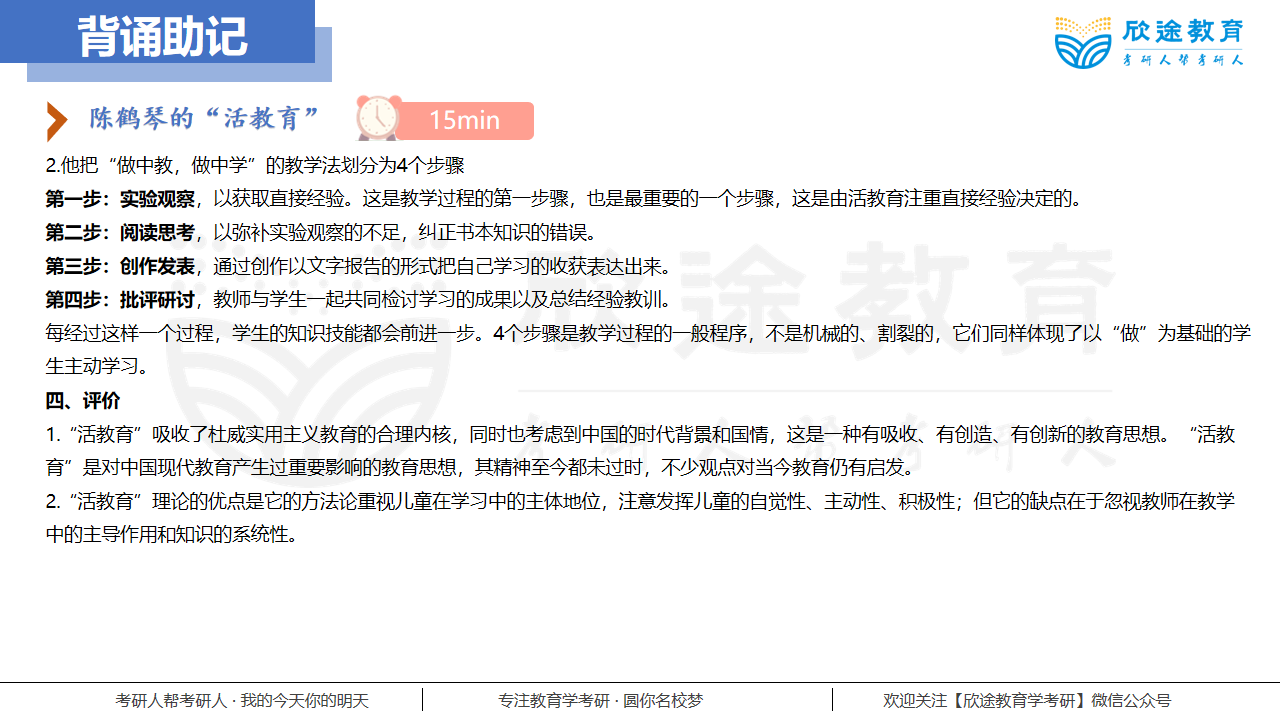 背诵助记
欣途教育
考研人帮考研人
陈鹤琴的“活教育”
15min
2.他把“做中教，做中学”的教学法划分为4个步骤
第一步：实验观察，以获取直接经验。这是教学过程的第一步骤，也是最重要的一个步骤，这是由活教育注重直接经验决定的。
第二步：阅读思考，以弥补实验观察的不足，纠正书本知识的错误。
第三步：创作发表，通过创作以文字报告的形式把自己学习的收获表达出来。
第四步：批评研讨，教师与学生一起共同检讨学习的成果以及总结经验教训。
每经过这样一个过程，学生的知识技能都会前进一步。4个步骤是教学过程的一般程序，不是机械的、割裂的，它们同样体现了以“做”为基础的学
生主动学习。
四、评价
1.“活教育”吸收了杜威实用主义教育的合理内核，同时也考虑到中国的时代背景和国情，这是一种有吸收、有创造、有创新的教育思想。“活教
育”是对中国现代教育产生过重要影响的教育思想，其精神至今都未过时，不少观点对当今教育仍有启发。
2.“活教育”理论的优点是它的方法论重视儿童在学习中的主体地位，注意发挥儿童的自觉性、主动性、积极性；但它的缺点在于忽视教师在教学
中的主导作用和知识的系统性。
欣途教育
考研人帮考研人
考研人帮考研人 · 我的今天你的明天
专注教育学考研 · 圆你名校梦
欢迎关注【欣途教育学考研】微信公众号